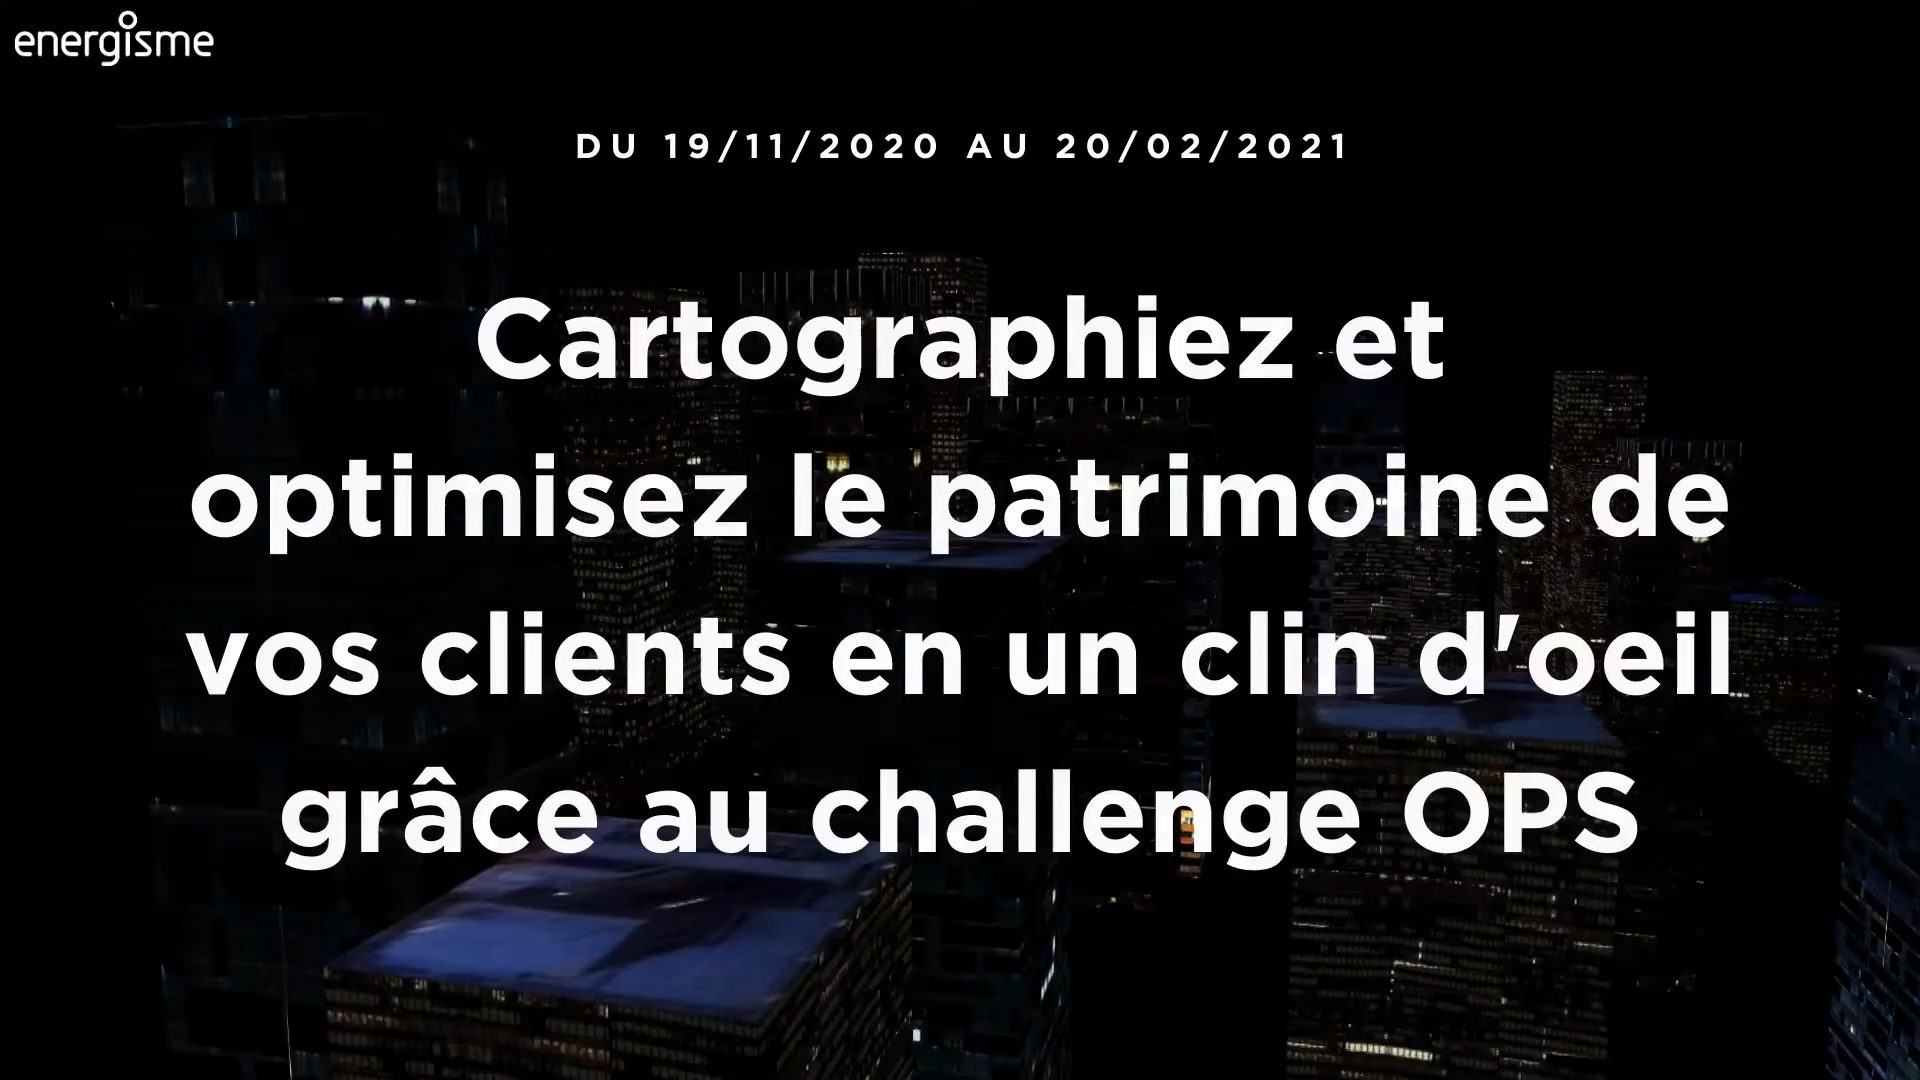 energisme
DU 19/11/2020 AU 20/02/2021
Cartographiez et
optimisez le patrimoine de
vos clients en un clin d'oeil
grâce au challenge OPS